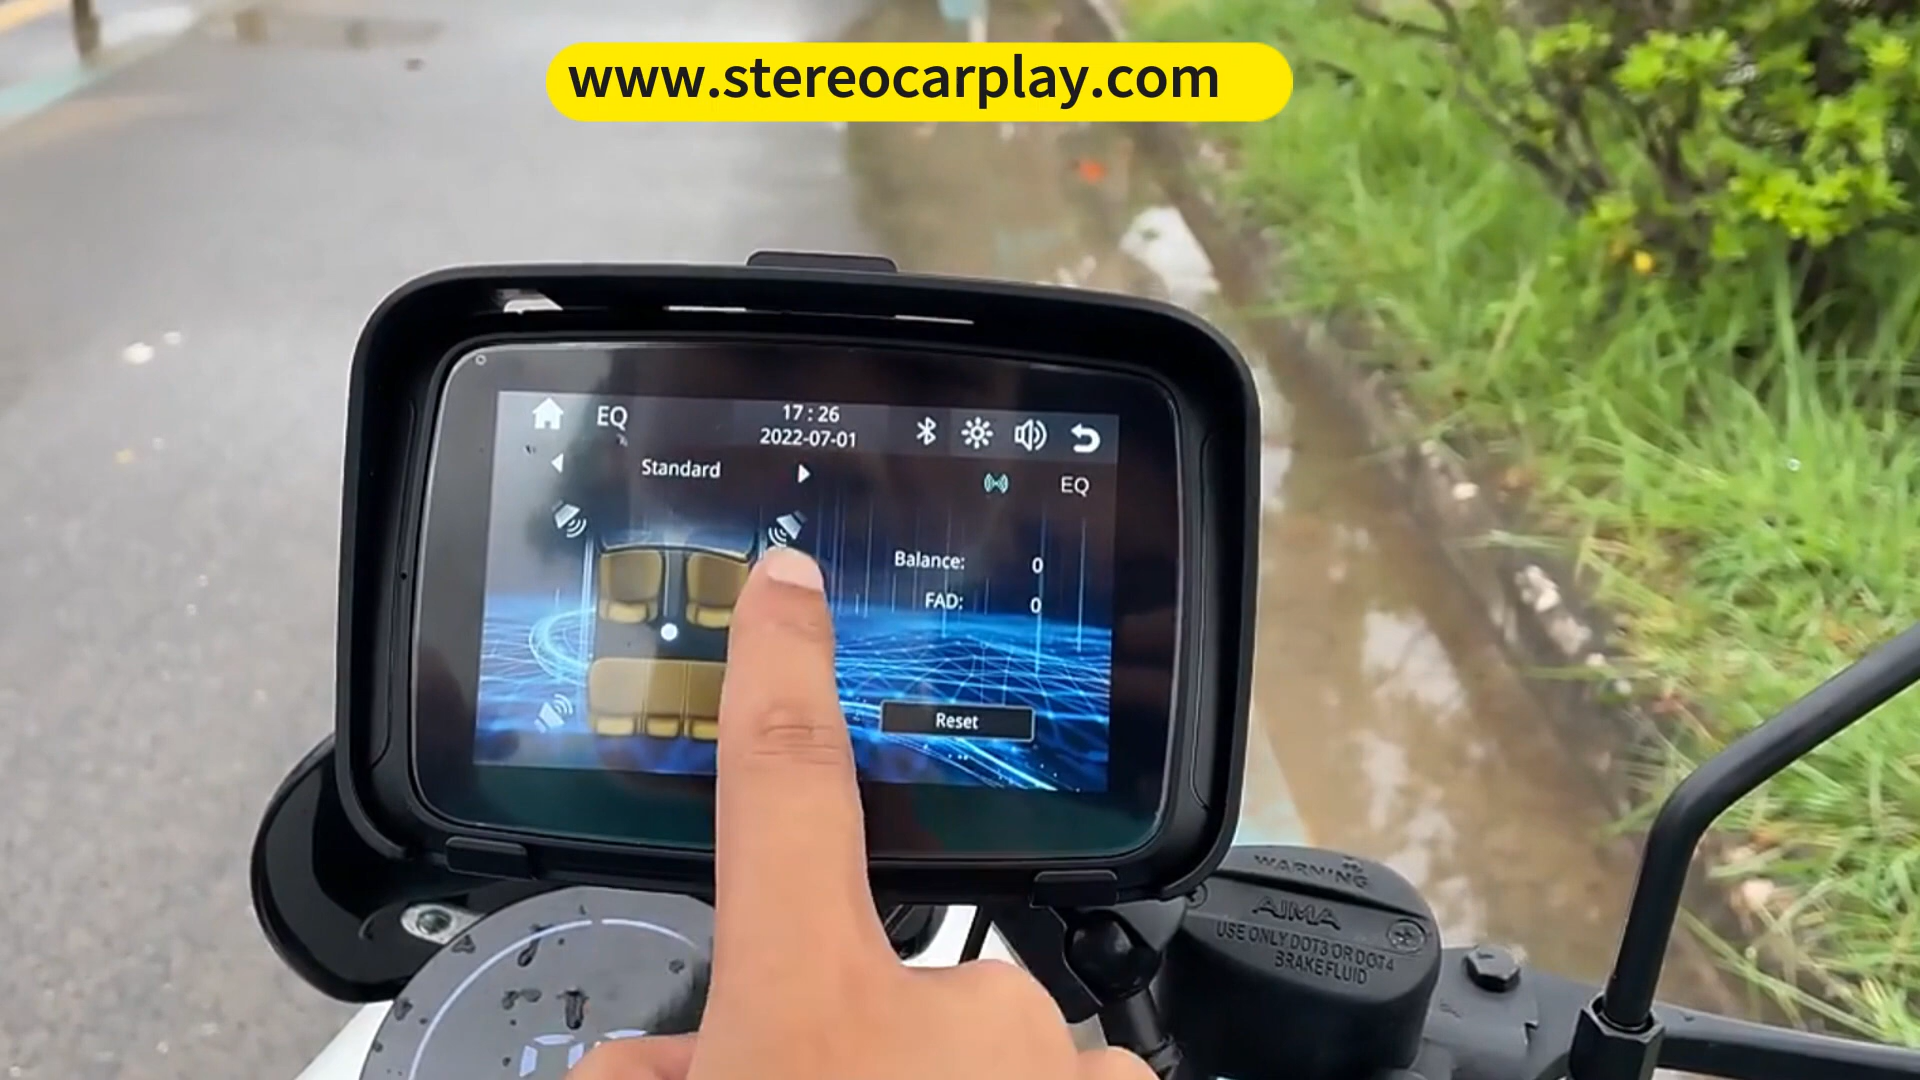 www.stereocarplay.com
EQ
17 : 26
2022-07-01
Standard
EQ
Balance: 0
FAD: 0
Reset
WARNING
AIMA
USE ONLY DOT3 OR DOT4
BRAKE FLUID